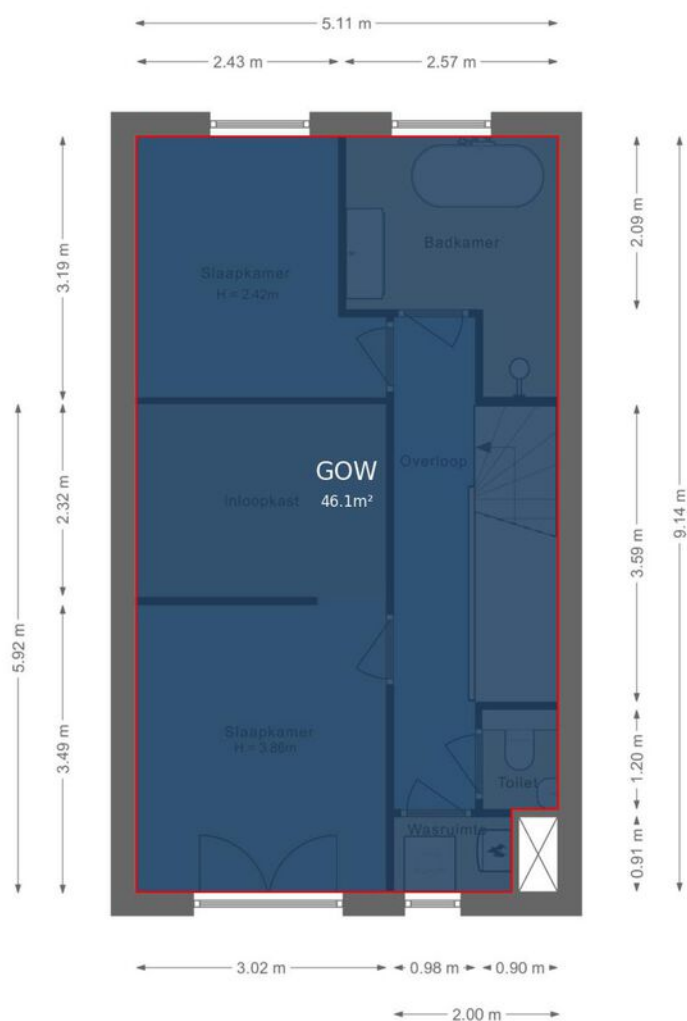 5.11 m
2.43 m
2.57 m
3.19 m
2.09 m
Badkamer
Slaapkamer
H = 2.42m
9.14 m
2.32 m
5.92 m
GOW
46.1m²
Overloop
Inloopkast
3.59 m
3.49 m
Slaapkamer
H = 3.86m
1.20 m
Toilet
Wasruimte
0.91 m
3.02 m
0.98 m
0.90 m
2.00 m